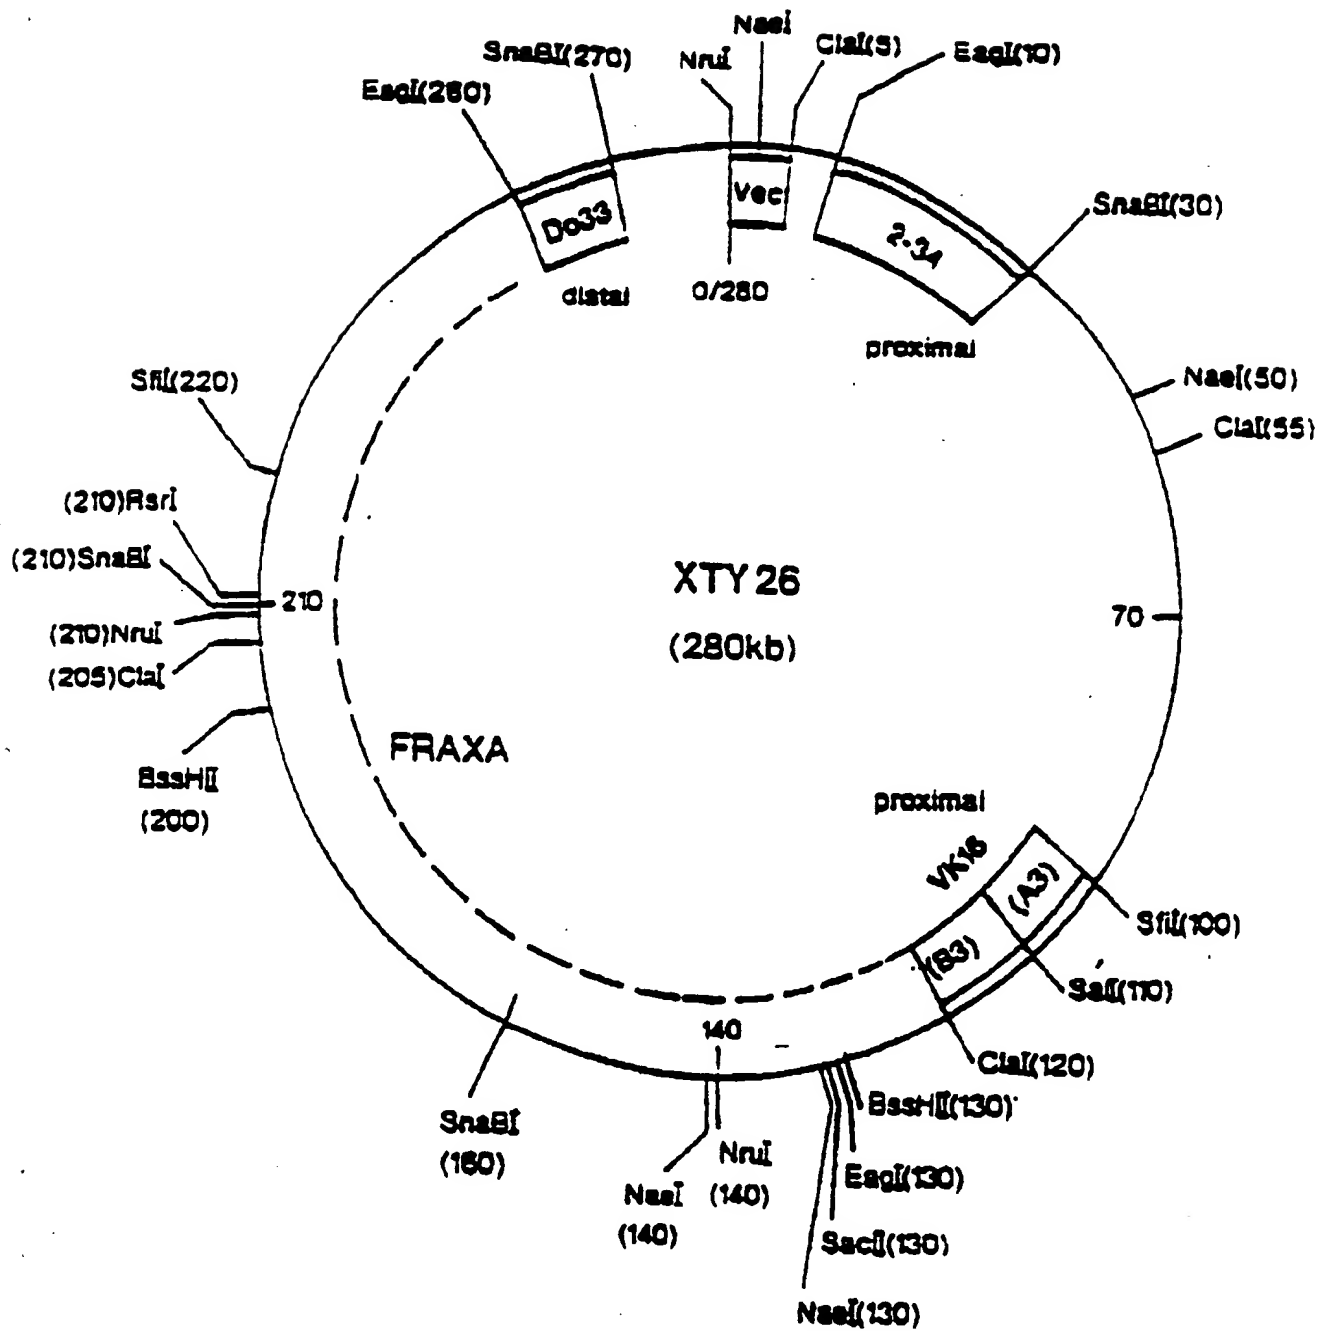 NaeI
SnaBI(270)
NruI
ClaI(5)
EagI(10)
EagI(260)
Vec
Do33
2-34
SnaBI(30)
distal
0/280
proximal
SfiI(220)
NaeI(50)
ClaI(55)
(210)RsrI
(210)SnaBI
210
XTY26
(280kb)
70
(210)NruI
(205)ClaI
FRAXA
BssHII
(200)
proximal
VK16
(A3)
(B3)
SfiI(100)
SalI(110)
140
ClaI(120)
BssHII(130)
SnaBI
(160)
NruI
(140)
NaeI
(140)
EagI(130)
SacII(130)
NaeI(130)